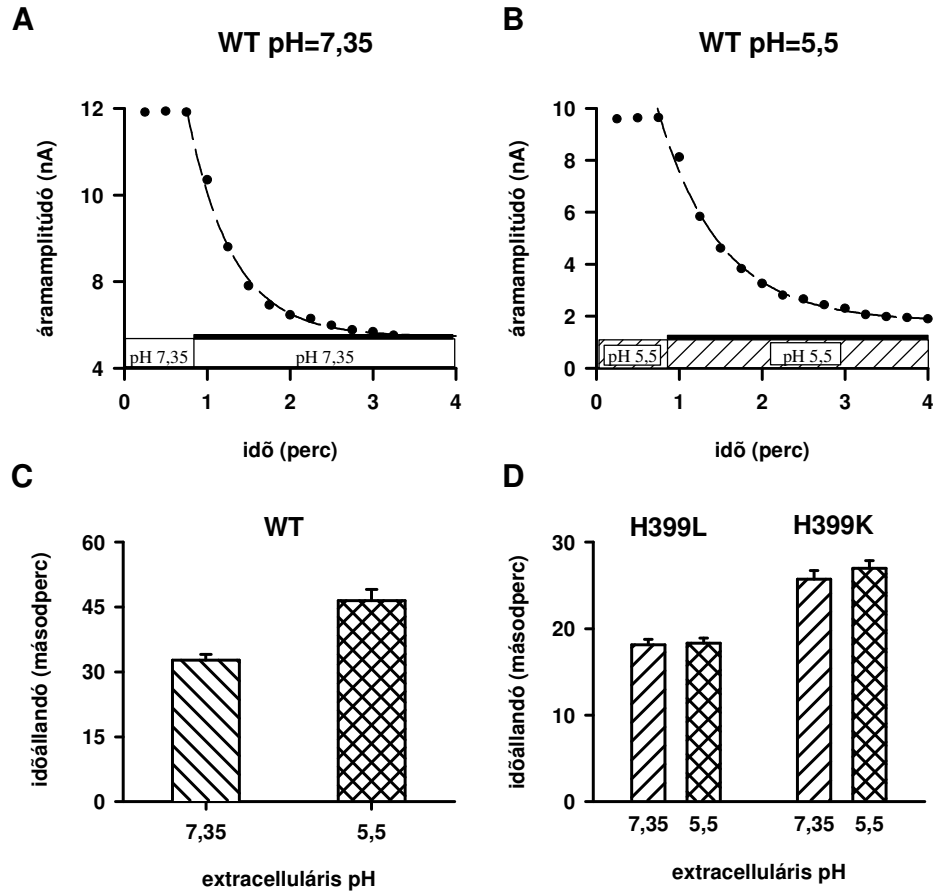 A
WT pH=7,35
áramamplitúdó (nA)
12
10
8
4
pH 7,35
pH 7,35
0 1 2 3 4
idõ (perc)
B
WT pH=5,5
áramamplitúdó (nA)
10
8
6
4
2
0
pH 5,5
pH 5,5
0 1 2 3 4
idõ (perc)
C
WT
idõállandó (másodperc)
60
45
30
15
0
7,35 5,5
extracelluláris pH
D
H399L H399K
idõállandó (másodperc)
30
20
10
0
7,35 5,5 7,35 5,5
extracelluláris pH